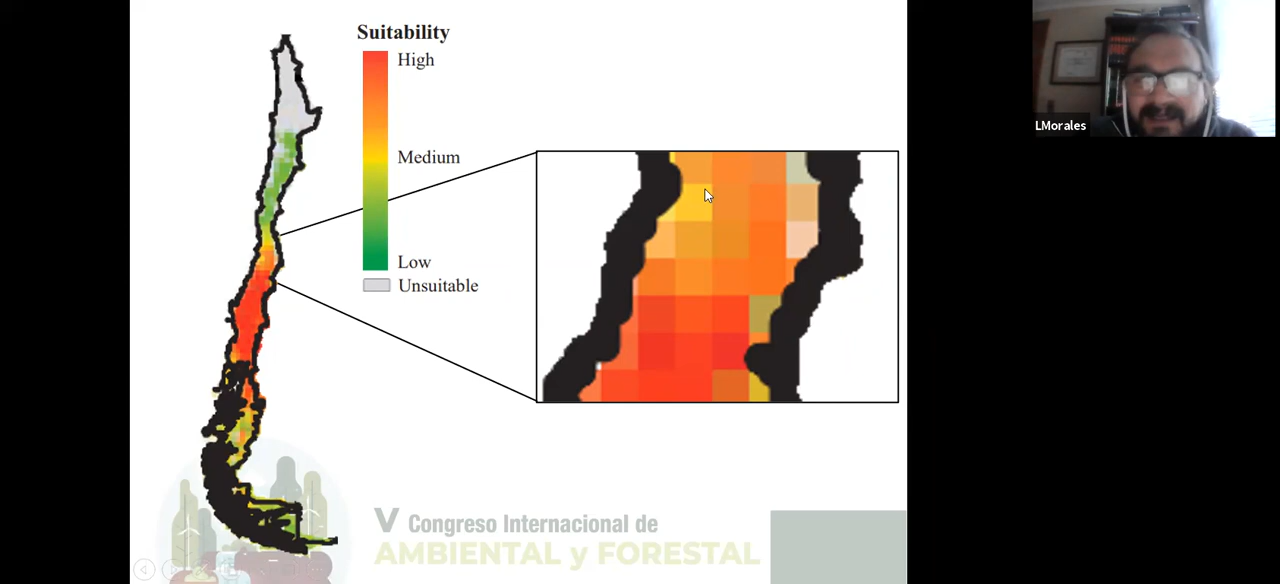 Suitability
High
Medium
Low
Unsuitable
LMorales
V Congreso Internacional de
AMBIENTAL y FORESTAL